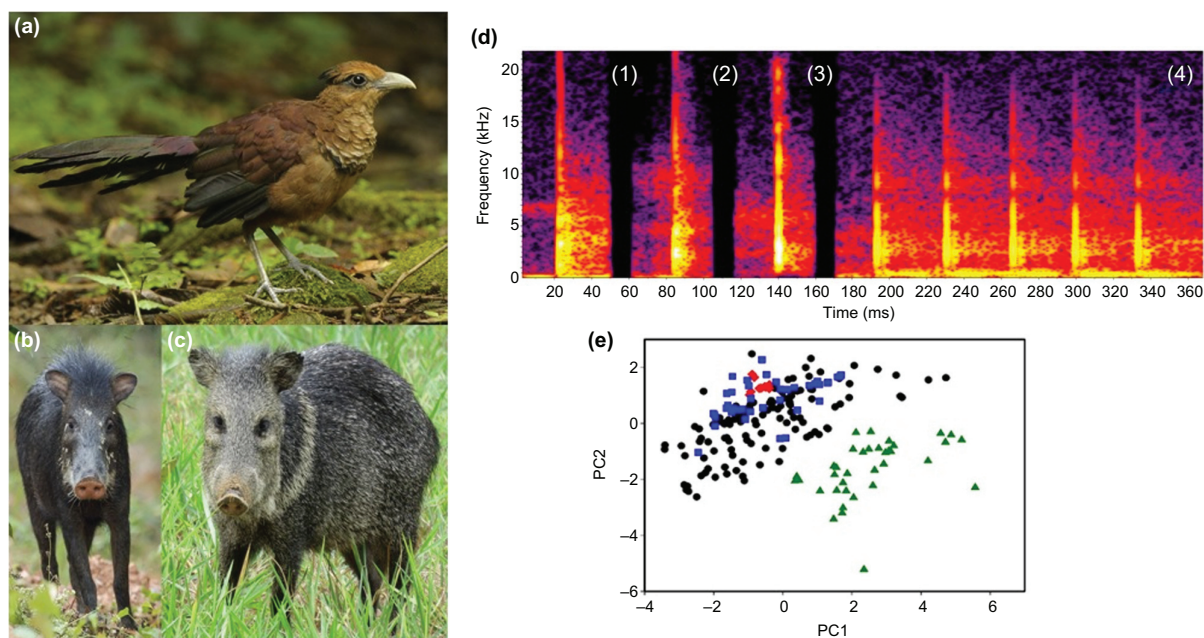 (a)
(b)
(c)
(d)
(1) (2) (3) (4)
Frequency (kHz)
20
15
10
5
0
20 40 60 80 100 120 140 160 180 200 220 240 260 280 300 320 340 360
Time (ms)
(e)
PC2
2
0
–2
–4
–6
–4 –2 0 2 4 6
PC1